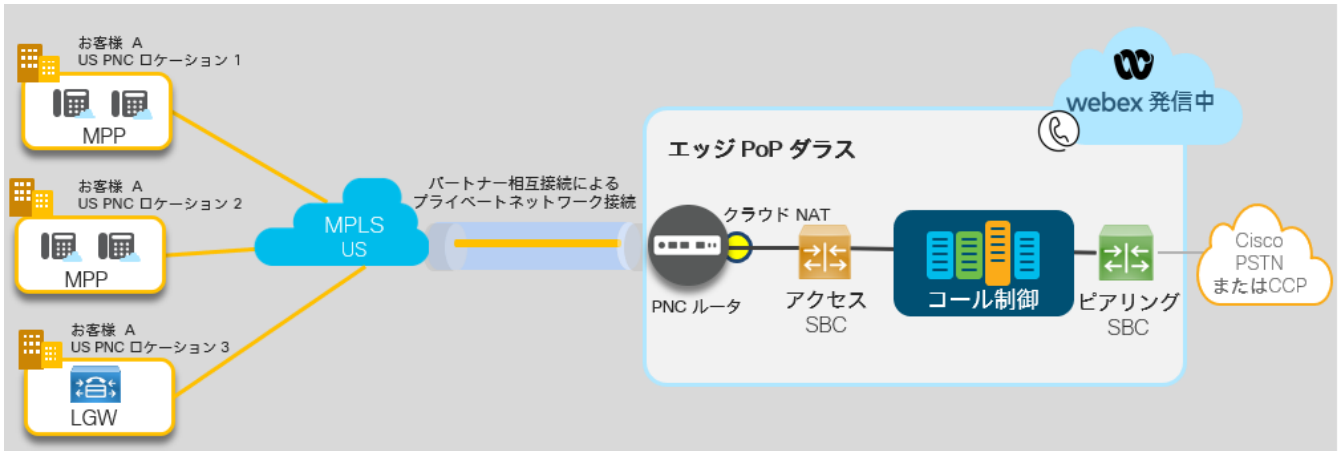 お客様 A
US PNC ロケーション 1
MPP
お客様 A
US PNC ロケーション 2
MPP
お客様 A
US PNC ロケーション 3
LGW
MPLS
US
パートナー相互接続による
プライベートネットワーク接続
webex 発信中
エッジ PoP ダラス
クラウド NAT
PNC ルータ
アクセス
SBC
コール制御
ピアリング
SBC
Cisco
PSTN
またはCCP